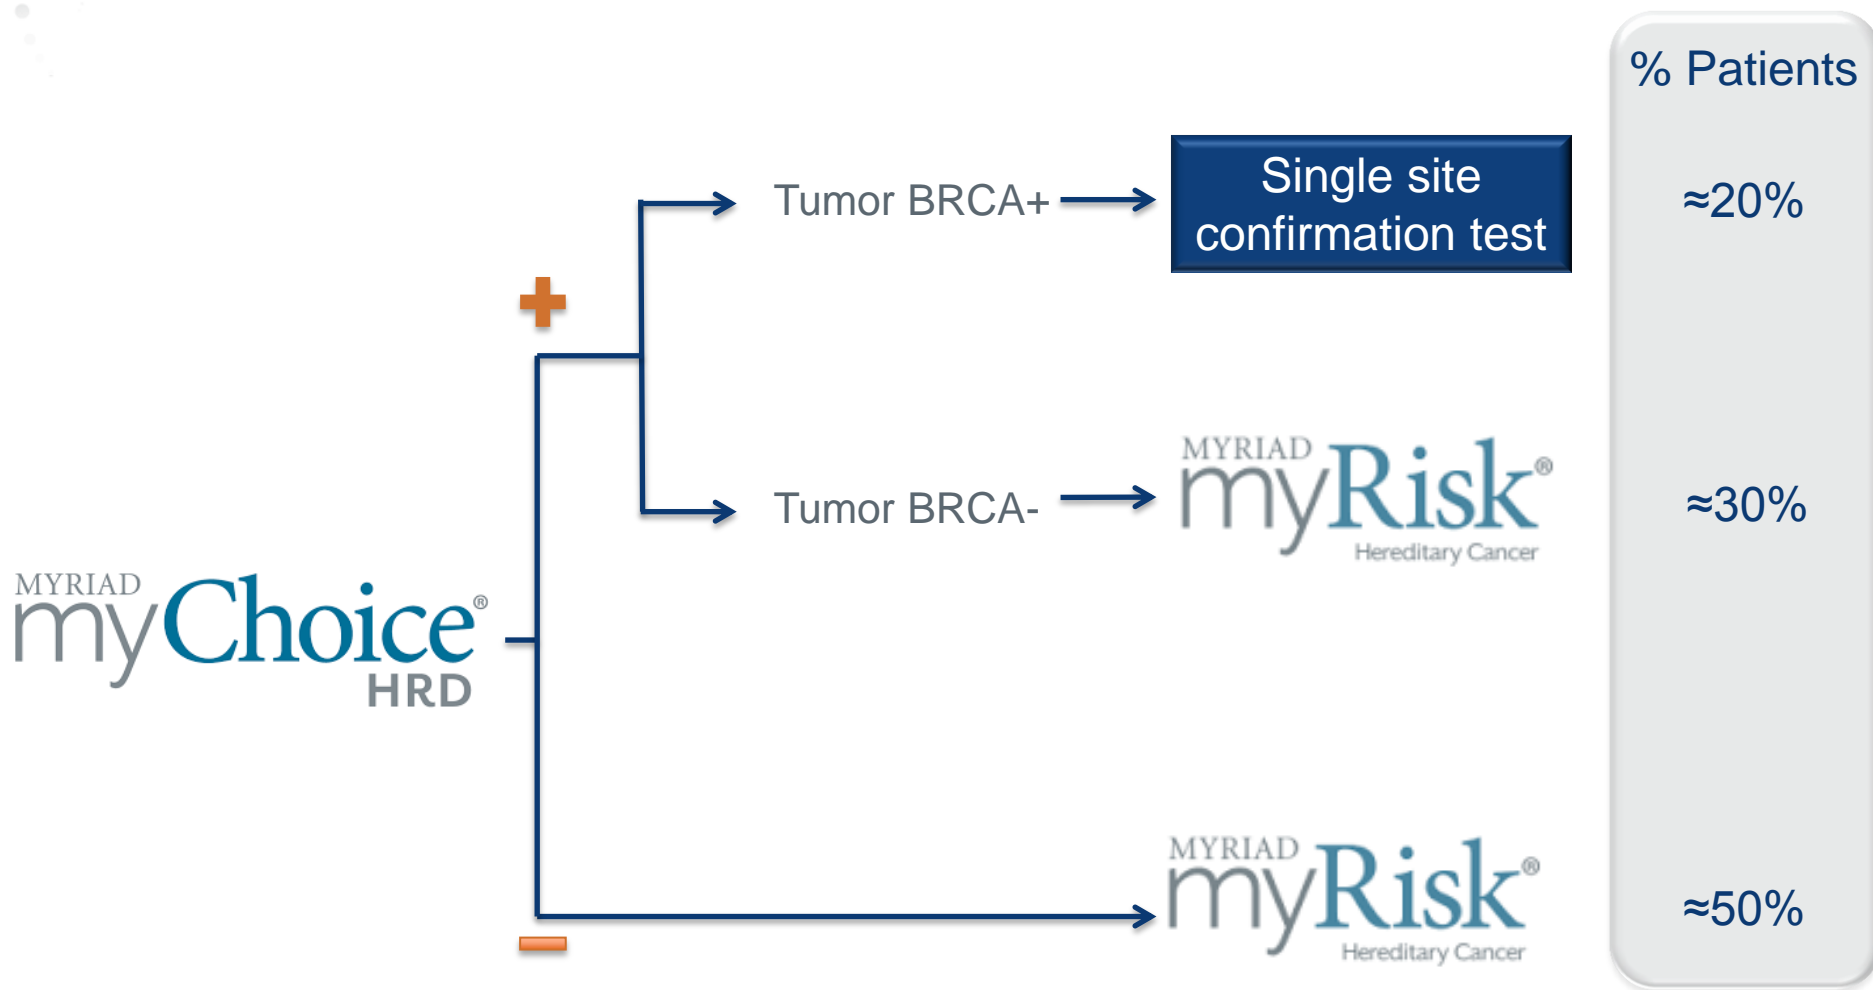 % Patients
Tumor BRCA+
Single site
confirmation test
≈20%
Tumor BRCA-
MYRIAD
myRisk®
Hereditary Cancer
≈30%
MYRIAD
myChoice®
HRD
MYRIAD
myRisk®
Hereditary Cancer
≈50%